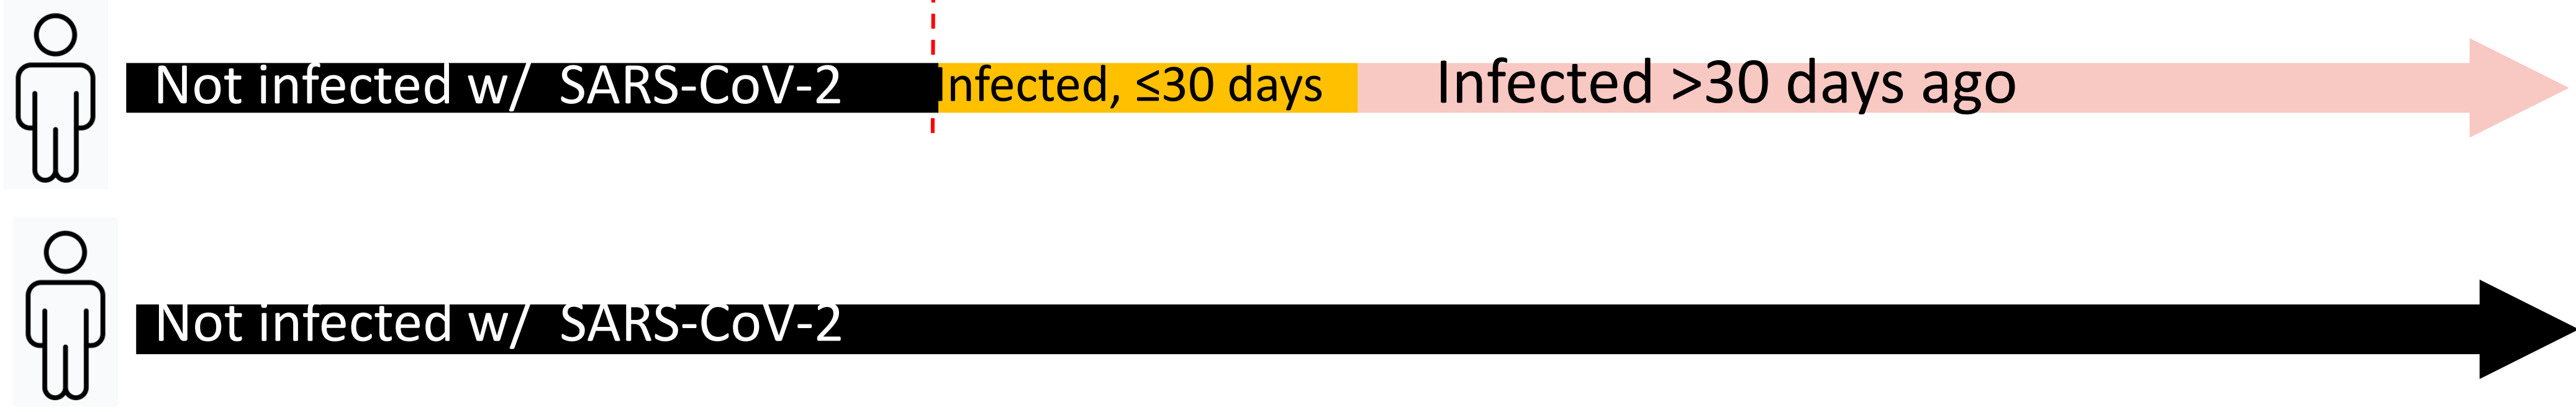 Not infected w/ SARS-CoV-2
Infected, ≤30 days
Infected >30 days ago
Not infected w/ SARS-CoV-2